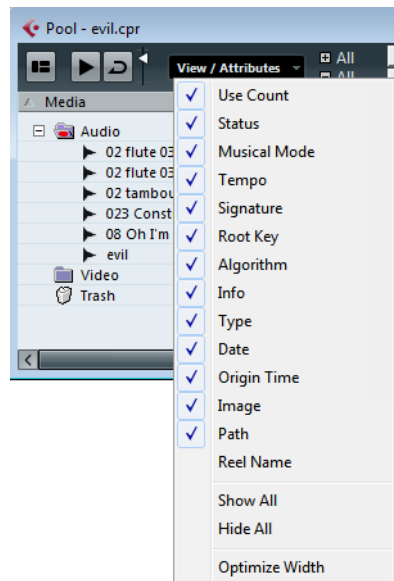 Pool - evil.cpr
View / Attributes
All
All
Media
Audio
02 flute 03
02 flute 03
02 tambou
023 Const
08 Oh I'm
evil
Video
Trash
Use Count
Status
Musical Mode
Tempo
Signature
Root Key
Algorithm
Info
Type
Date
Origin Time
Image
Path
Reel Name
Show All
Hide All
Optimize Width